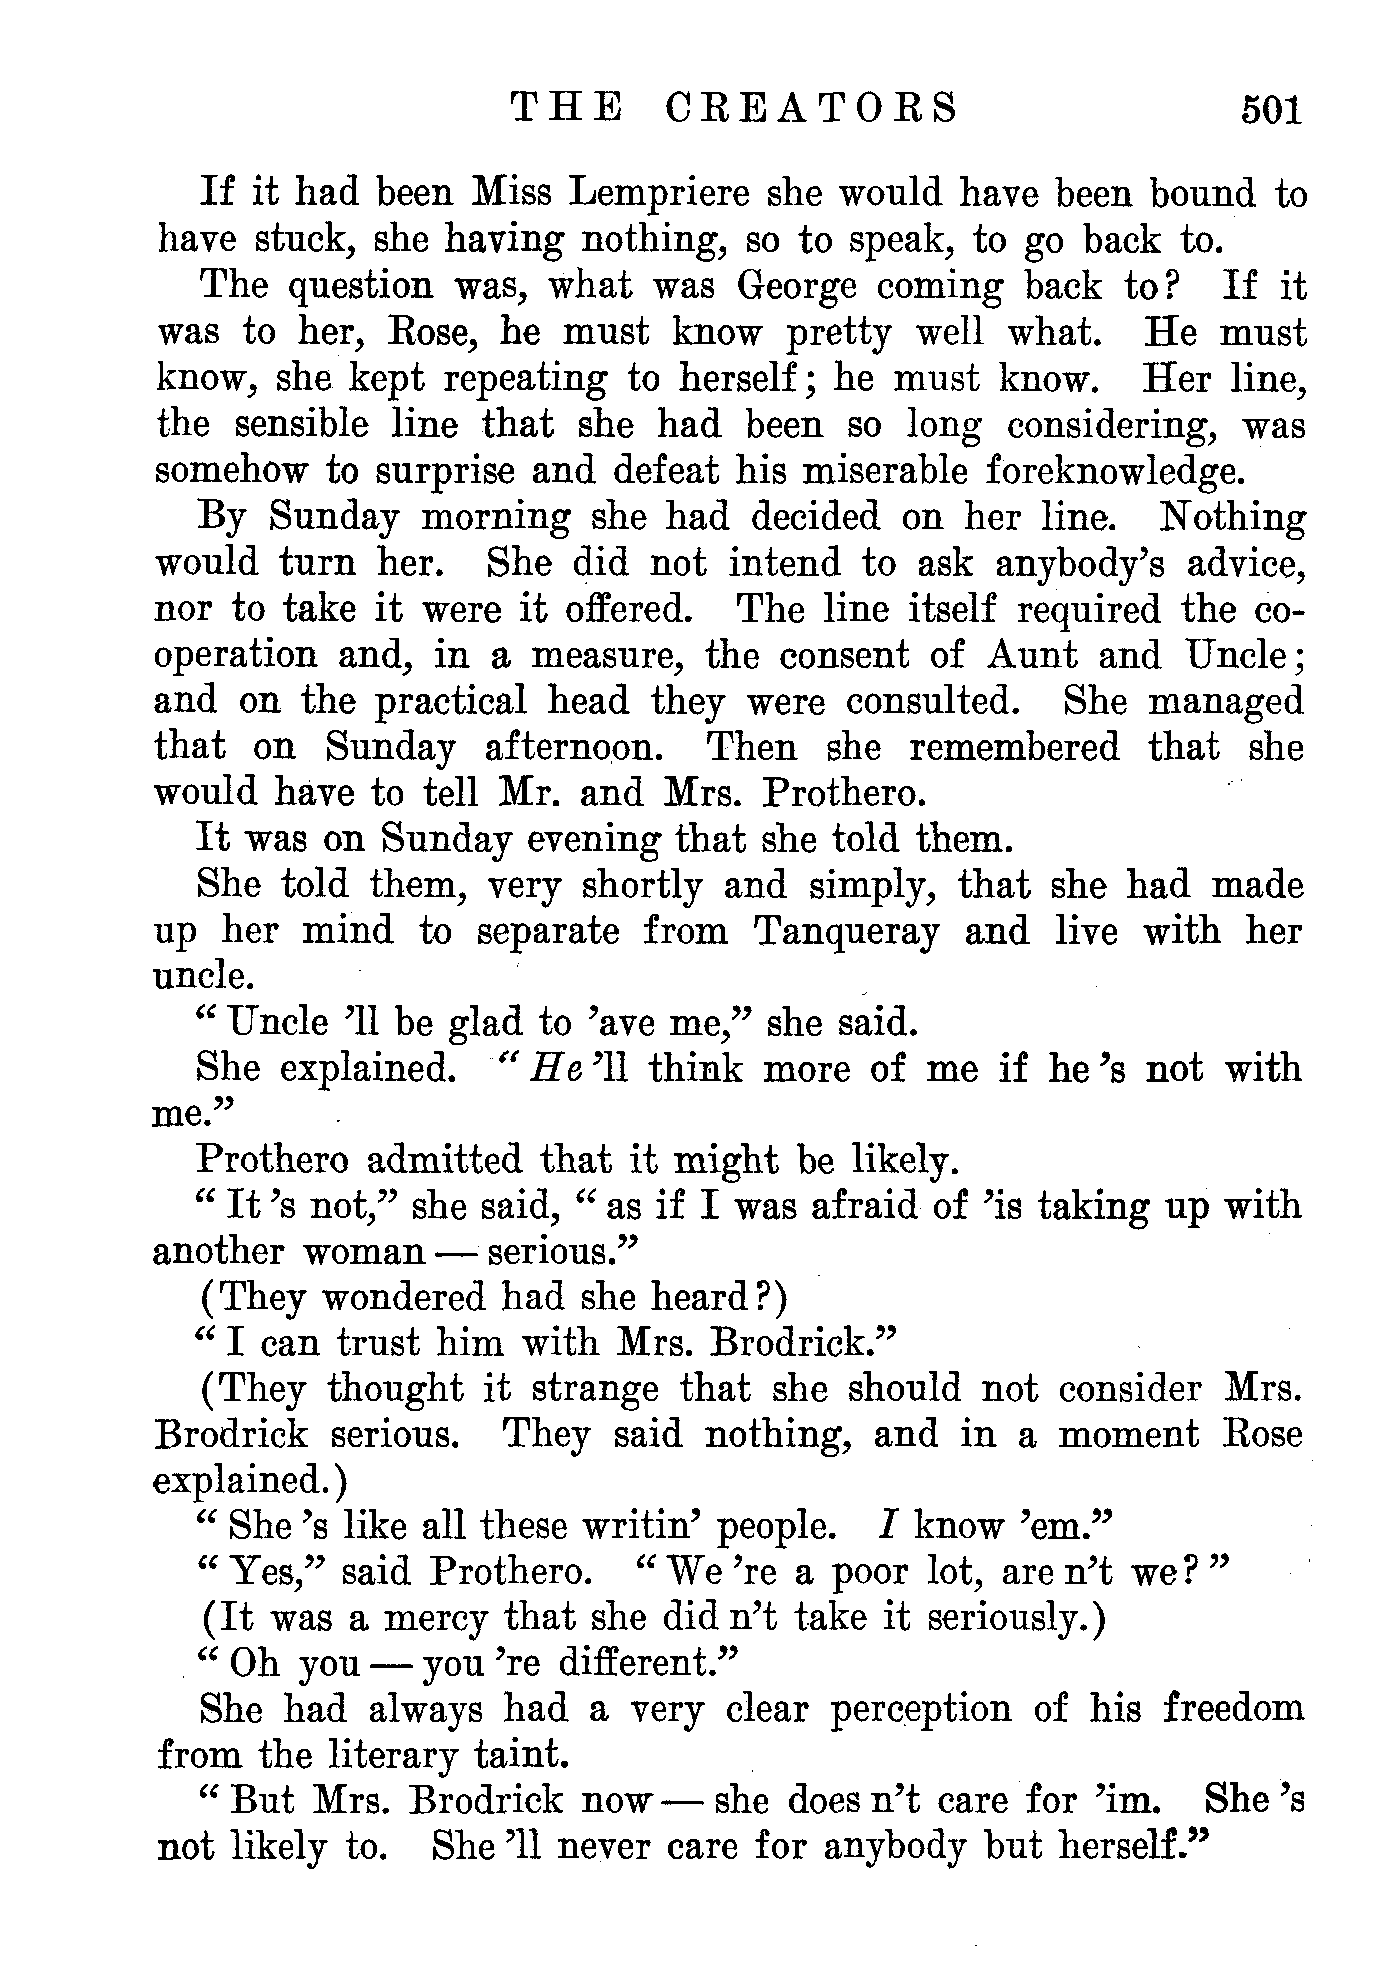 THE CREATORS 501
If it had been Miss Lempriere she would have been bound to
have stuck, she having nothing, so to speak, to go back to.
The question was, what was George coming back to? If it
was to her, Rose, he must know pretty well what. He must
know, she kept repeating to herself; he must know. Her line,
the sensible line that she had been so long considering, was
somehow to surprise and defeat his miserable foreknowledge.
By Sunday morning she had decided on her line. Nothing
would turn her. She did not intend to ask anybody's advice,
nor to take it were it offered. The line itself required the co-
operation and, in a measure, the consent of Aunt and Uncle;
and on the practical head they were consulted. She managed
that on Sunday afternoon. Then she remembered that she
would have to tell Mr. and Mrs. Prothero.
It was on Sunday evening that she told them.
She told them, very shortly and simply, that she had made
up her mind to separate from Tanqueray and live with her
uncle.
“Uncle ’ll be glad to ’ave me,” she said.
She explained. “He ’ll think more of me if he ’s not with
me.”
Prothero admitted that it might be likely.
“It ’s not,” she said, “as if I was afraid of ’is taking up with
another woman — serious.”
(They wondered had she heard?)
“I can trust him with Mrs. Brodrick.”
(They thought it strange that she should not consider Mrs.
Brodrick serious. They said nothing, and in a moment Rose
explained.)
“She ’s like all these writin’ people. I know ’em.”
“Yes,” said Prothero. “We ’re a poor lot, are n’t we?”
(It was a mercy that she did n’t take it seriously.)
“Oh you — you ’re different.”
She had always had a very clear perception of his freedom
from the literary taint.
“But Mrs. Brodrick now — she does n’t care for ’im. She ’s
not likely to. She ’ll never care for anybody but herself.”